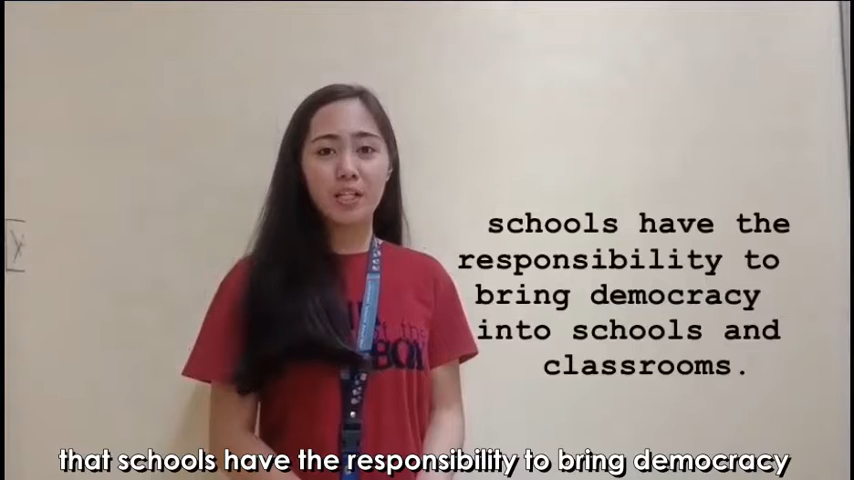 schools have the
responsibility to
bring democracy
into schools and
classrooms.
BOX
that schools have the responsibility to bring democracy